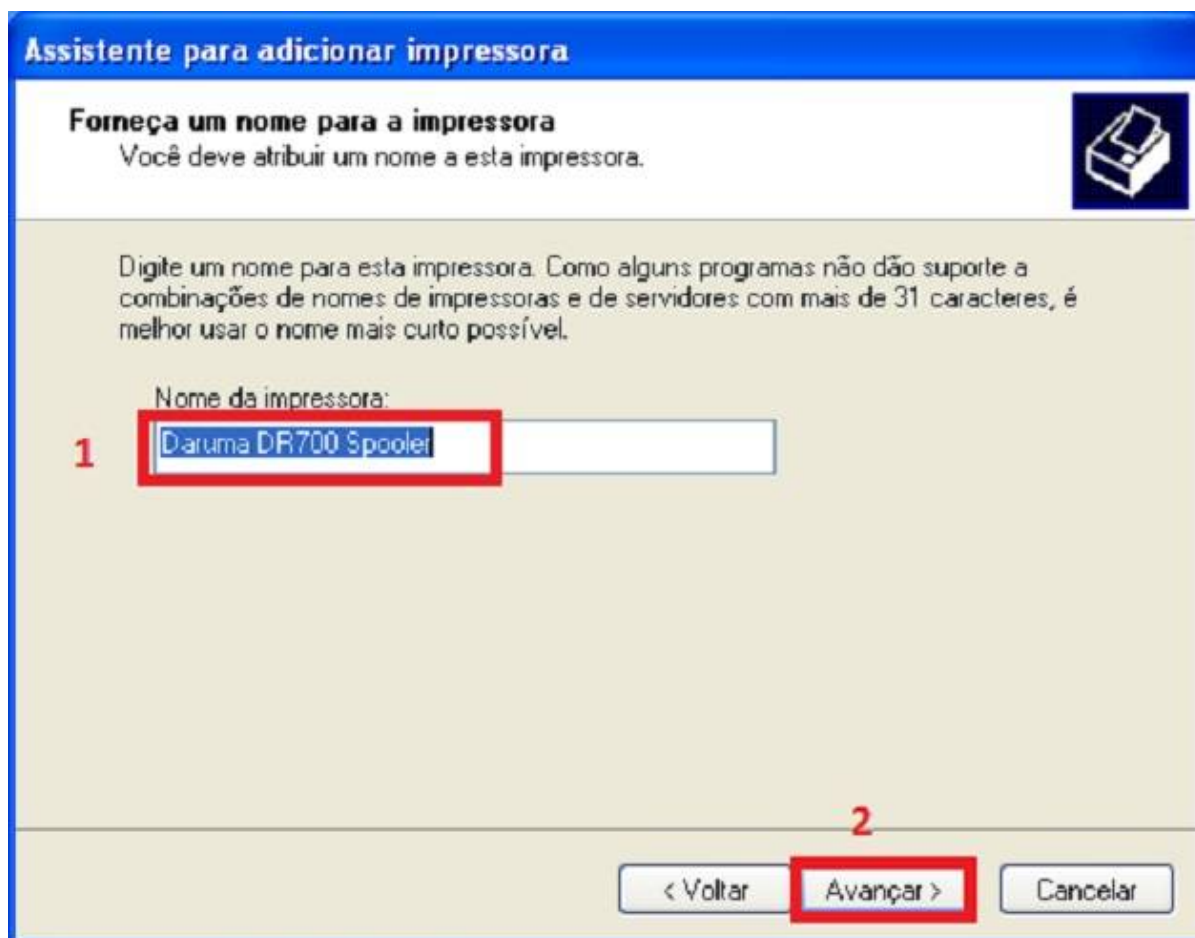 Assistente para adicionar impressora
Forneça um nome para a impressora
Você deve atribuir um nome a esta impressora.
Digite um nome para esta impressora. Como alguns programas não dão suporte a
combinações de nomes de impressoras e de servidores com mais de 31 caracteres, é
melhor usar o nome mais curto possível.
Nome da impressora:
1
Daruma DR700 Spooler
2
< Voltar
Avançar >
Cancelar